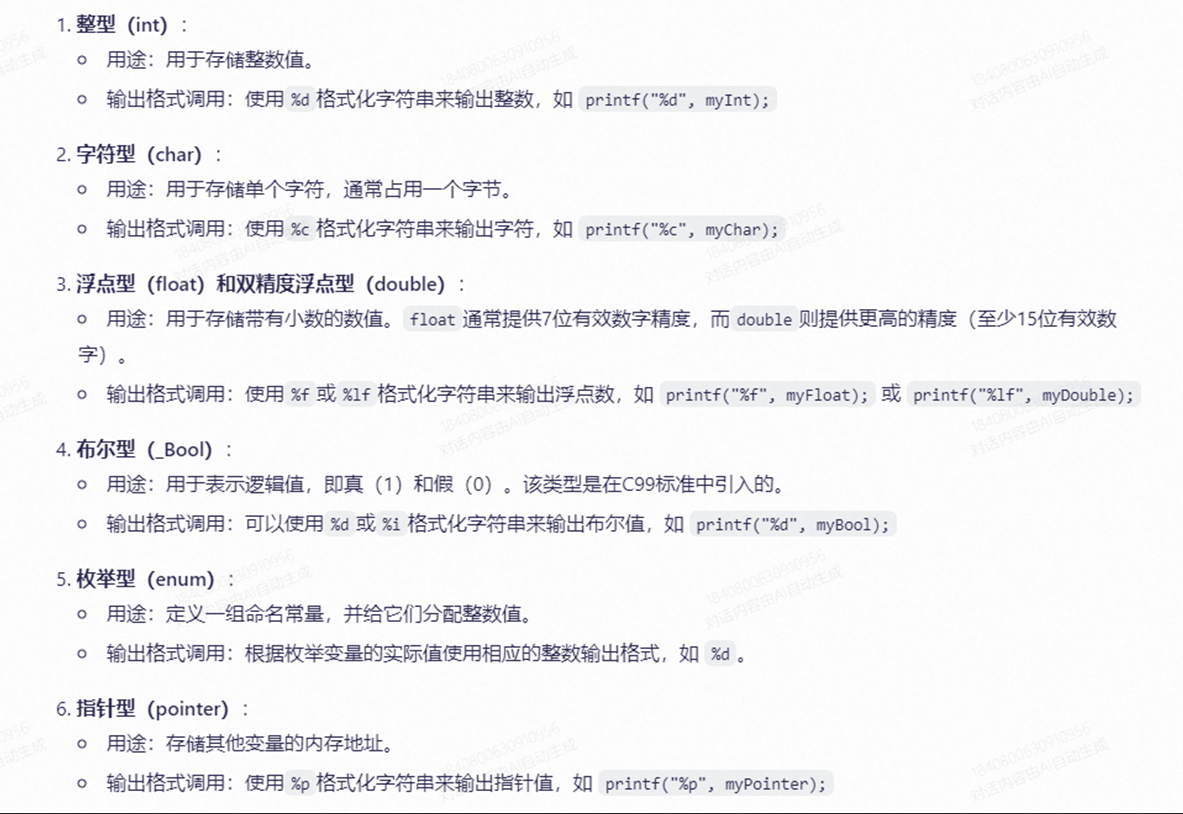 1. 整型（int）：
用途：用于存储整数值。
输出格式调用：使用 %d 格式化字符串来输出整数，如 printf("%d", myInt);
2. 字符型（char）：
用途：用于存储单个字符，通常占用一个字节。
输出格式调用：使用 %c 格式化字符串来输出字符，如 printf("%c", myChar);
3. 浮点型（float）和双精度浮点型（double）：
用途：用于存储带有小数的数值。 float 通常提供7位有效数字精度，而 double 则提供更高的精度（至少15位有效数
字）。
输出格式调用：使用 %f 或 %lf 格式化字符串来输出浮点数，如 printf("%f", myFloat); 或 printf("%lf", myDouble);
4. 布尔型（_Bool）：
用途：用于表示逻辑值，即真（1）和假（0）。该类型是在C99标准中引入的。
输出格式调用：可以使用 %d 或 %i 格式化字符串来输出布尔值，如 printf("%d", myBool);
5. 枚举型（enum）：
用途：定义一组命名常量，并给它们分配整数值。
输出格式调用：根据枚举变量的实际值使用相应的整数输出格式，如 %d 。
6. 指针型（pointer）：
用途：存储其他变量的内存地址。
输出格式调用：使用 %p 格式化字符串来输出指针值，如 printf("%p", myPointer);